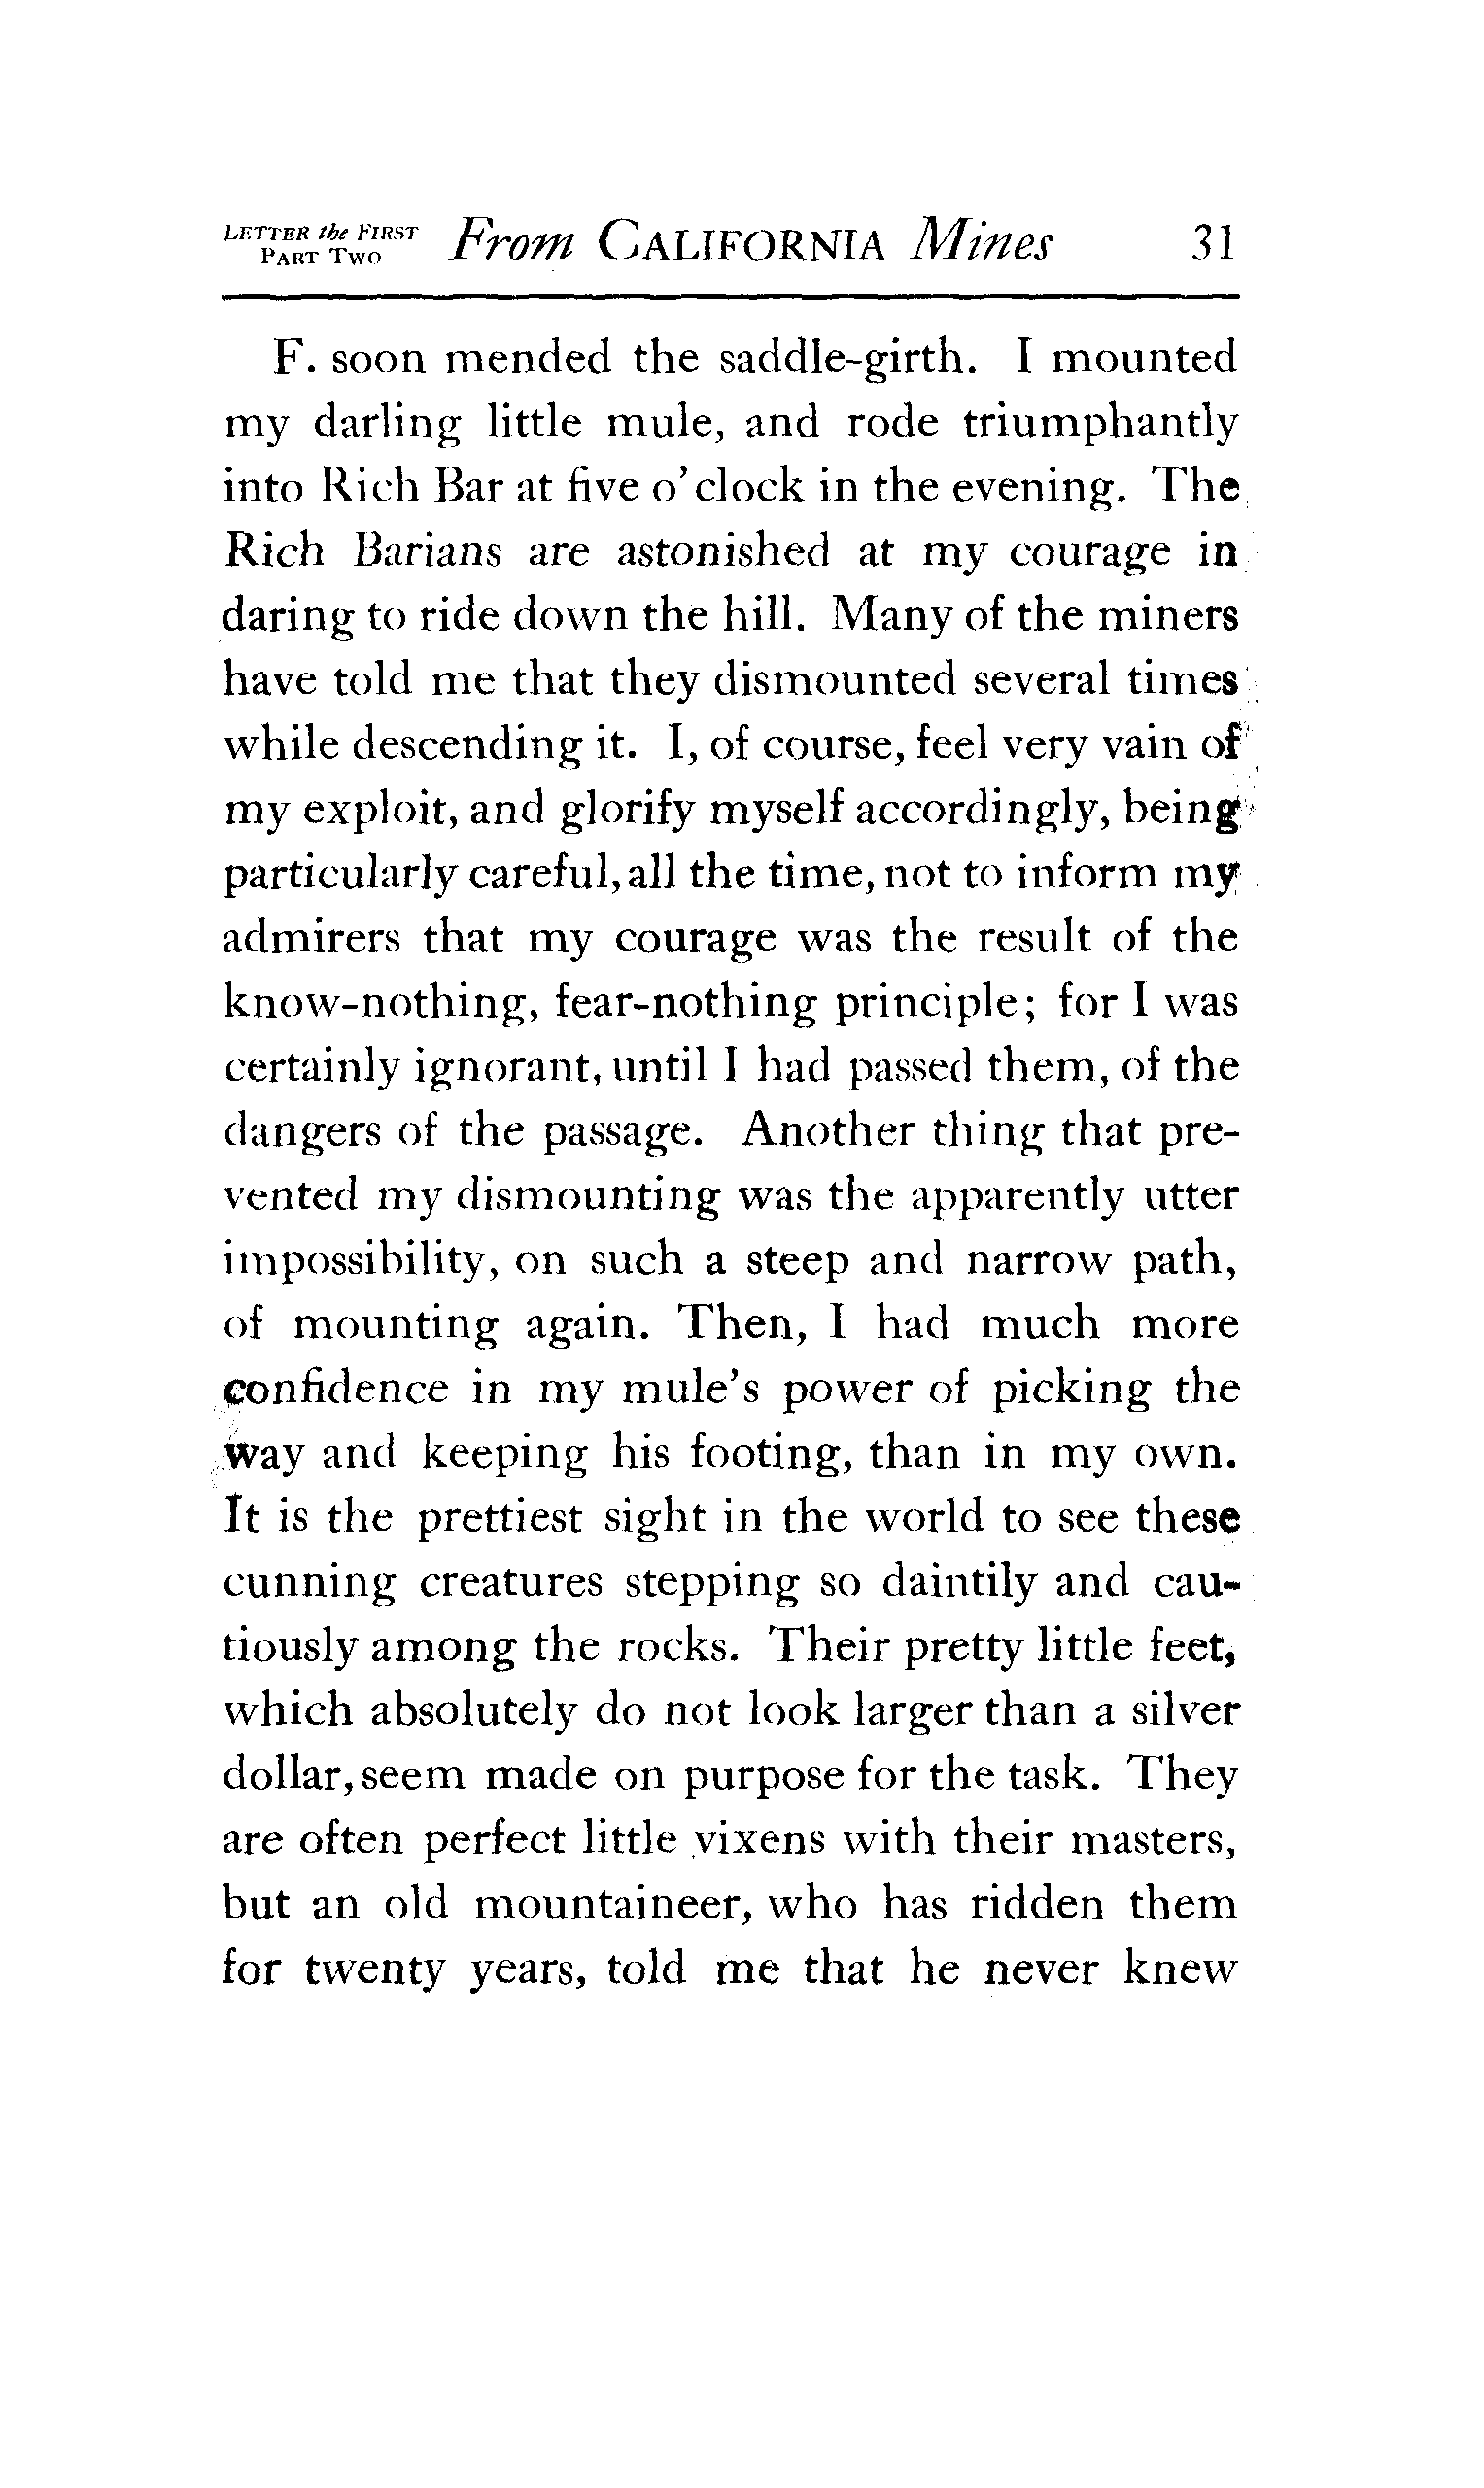 LETTER the FIRST
PART TWO
From CALIFORNIA Mines 31
F. soon mended the saddle-girth. I mounted
my darling little mule, and rode triumphantly
into Rich Bar at five o'clock in the evening. The
Rich Barians are astonished at my courage in
daring to ride down the hill. Many of the miners
have told me that they dismounted several times
while descending it. I, of course, feel very vain of
my exploit, and glorify myself accordingly, being
particularly careful, all the time, not to inform my
admirers that my courage was the result of the
know-nothing, fear-nothing principle; for I was
certainly ignorant, until I had passed them, of the
dangers of the passage. Another thing that pre-
vented my dismounting was the apparently utter
impossibility, on such a steep and narrow path,
of mounting again. Then, I had much more
confidence in my mule's power of picking the
way and keeping his footing, than in my own.
It is the prettiest sight in the world to see these
cunning creatures stepping so daintily and cau-
tiously among the rocks. Their pretty little feet,
which absolutely do not look larger than a silver
dollar, seem made on purpose for the task. They
are often perfect little vixens with their masters,
but an old mountaineer, who has ridden them
for twenty years, told me that he never knew